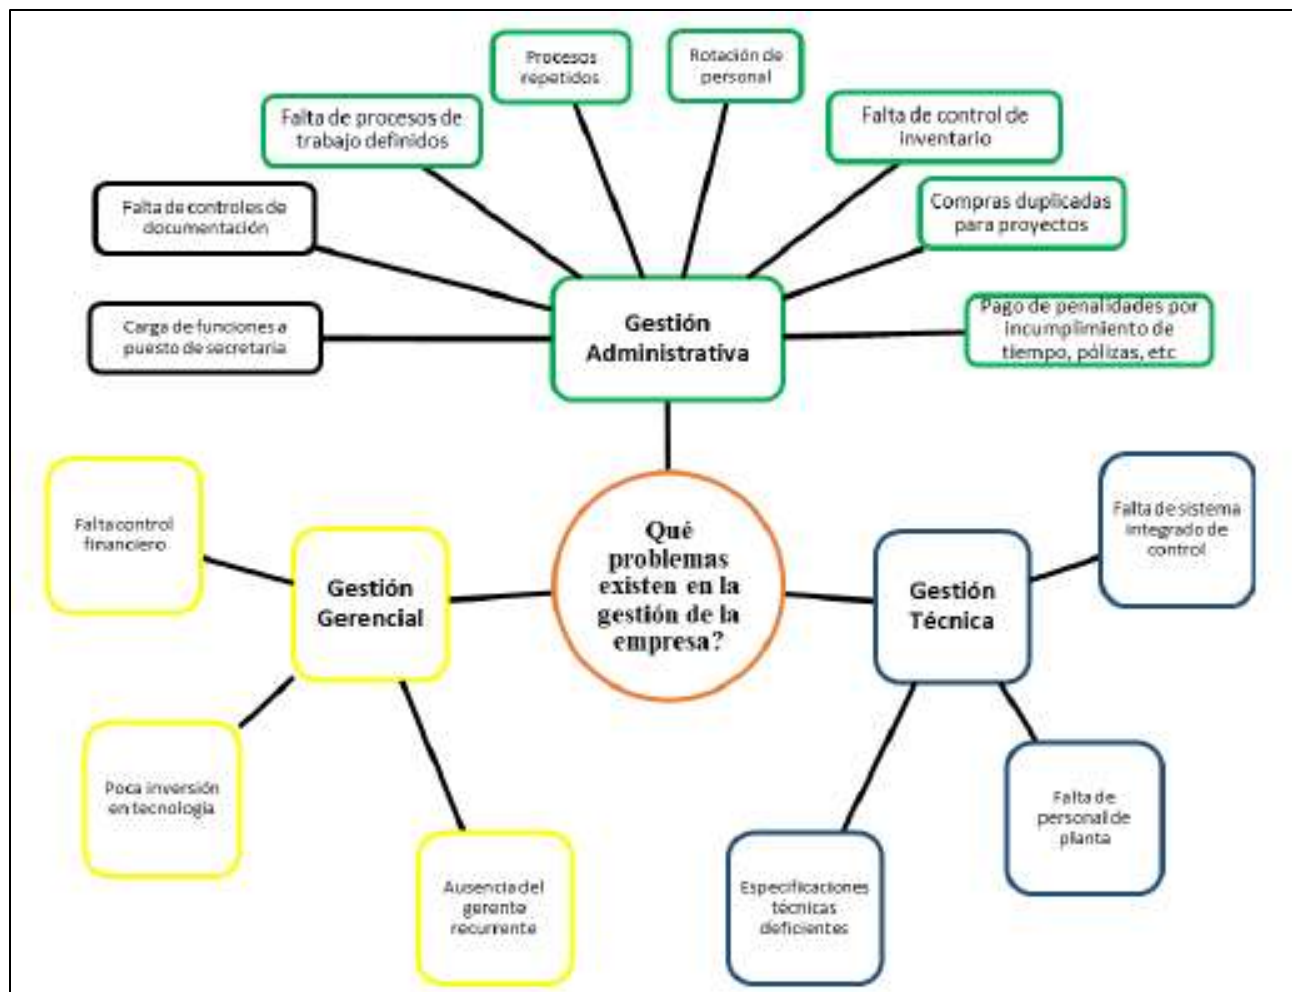 Procesos
repetidos
Rotación de
personal
Falta de procesos de
trabajo definidos
Falta de control de
inventario
Falta de controles de
documentación
Compras duplicadas
para proyectos
Carga de funciones a
puesto de secretaria
Gestión
Administrativa
Pago de penalidades por
incumplimiento de
tiempo, pólizas, etc
Falta control
financiero
Gestión
Gerencial
Qué
problemas
existen en la
gestión de la
empresa?
Gestión
Técnica
Falta de sistema
integrado de
control
Poca inversión
en tecnología
Ausencia del
gerente
recurrente
Especificaciones
técnicas
deficientes
Falta de
personal de
planta